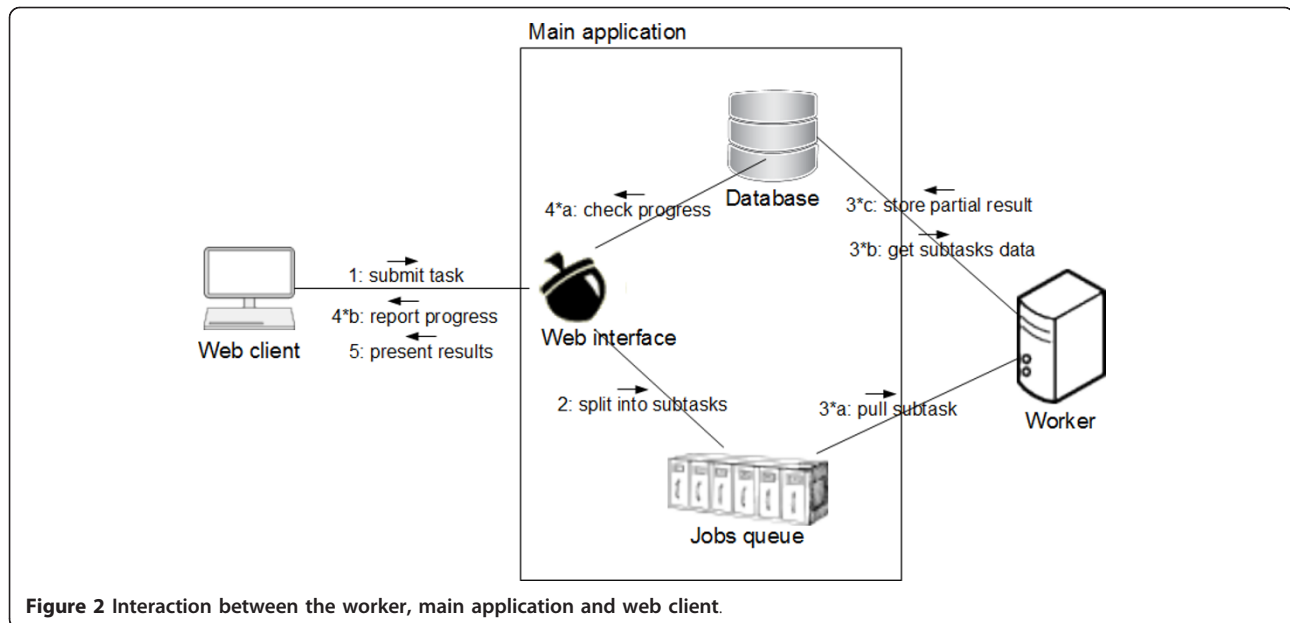 Main application
Database
4*a: check progress
3*c: store partial result
3*b: get subtasks data
1: submit task
4*b: report progress
5: present results
Web client
Web interface
2: split into subtasks
3*a: pull subtask
Worker
Jobs queue
Figure 2 Interaction between the worker, main application and web client.